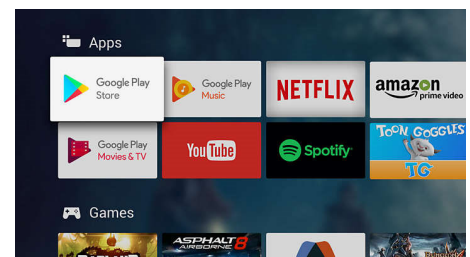 Apps
Google Play
Store
Google Play
Music
NETFLIX
amazon
prime video
Google Play
Movies & TV
YouTube
Spotify
TOON GOGGLES
TG
Games
ASPHALT 8
AIRBORNE